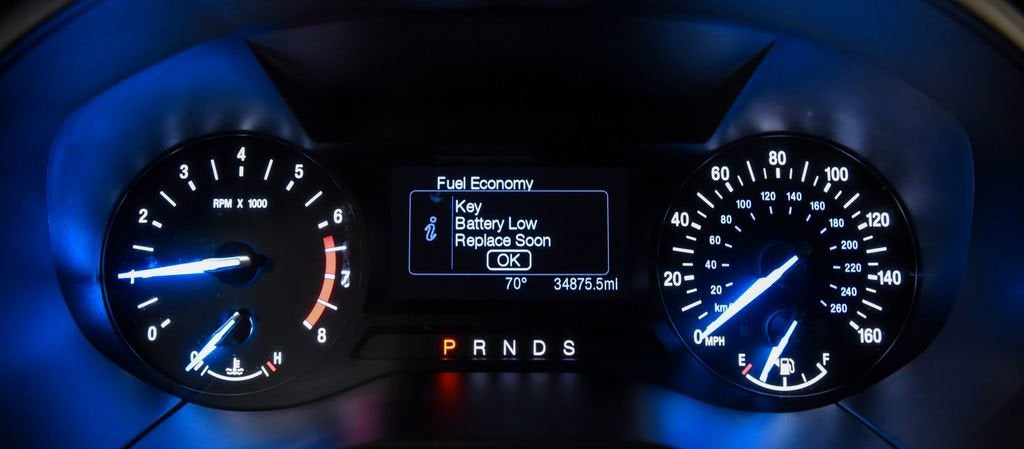 RPM X 1000
0
2
3
4
5
6
7
8
C
H
Fuel Economy
Key
i
Battery Low
Replace Soon
OK
70° 34875.5mi
P R N D S
0
20
40
60
80
100
120
140
160
MPH
km/
20
40
60
80
100
120
140
160
180
200
220
240
260
E
F